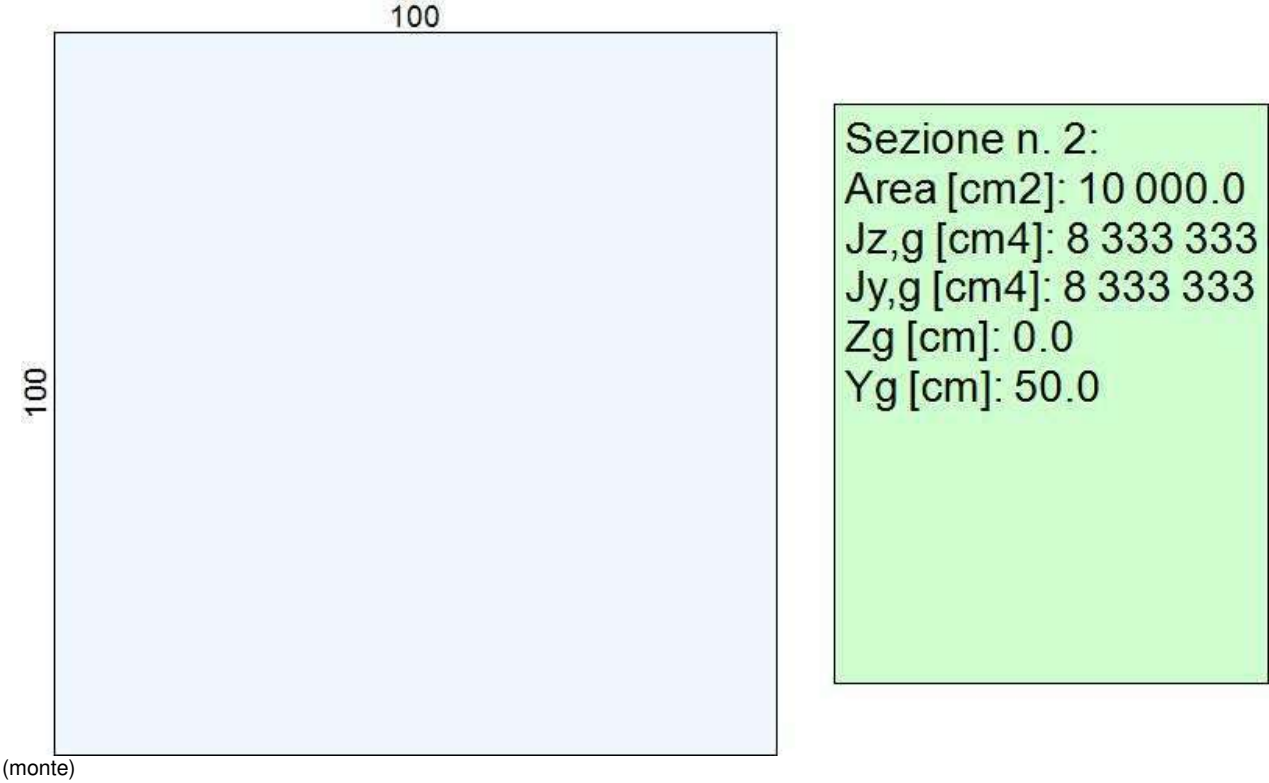 100
100
Sezione n. 2:
Area [cm2]: 10 000.0
Jz,g [cm4]: 8 333 333
Jy,g [cm4]: 8 333 333
Zg [cm]: 0.0
Yg [cm]: 50.0
(monte)